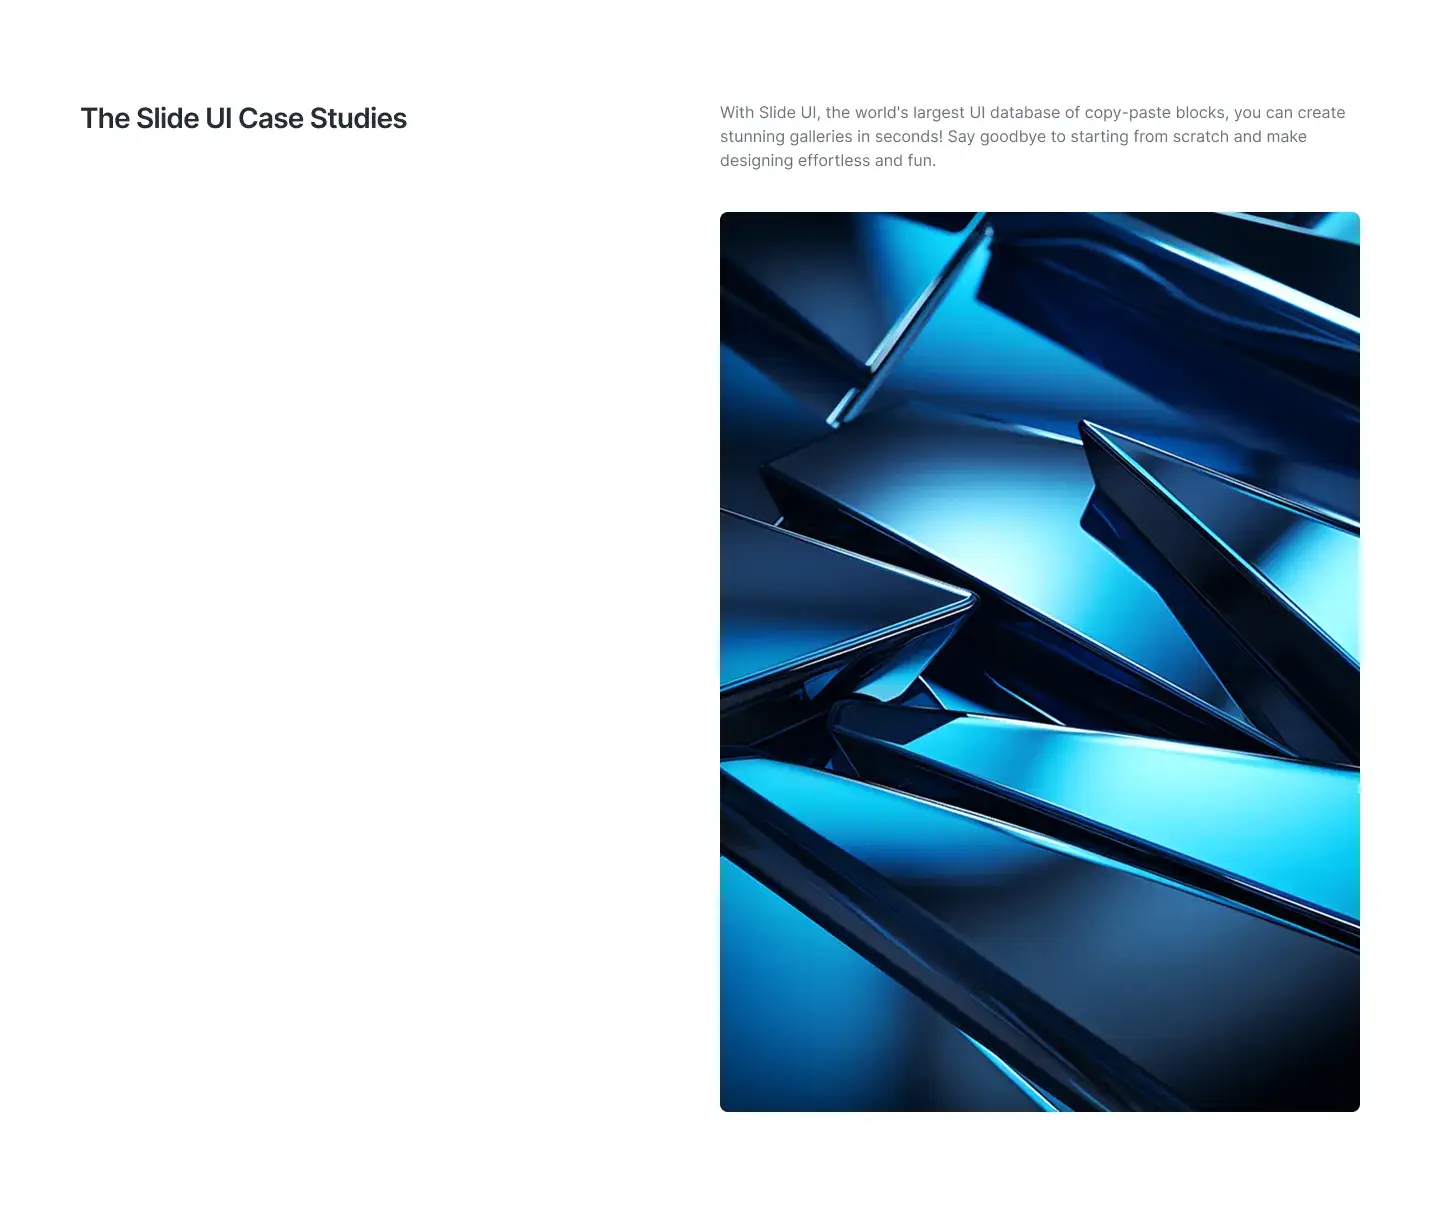 The Slide UI Case Studies
With Slide UI, the world's largest UI database of copy-paste blocks, you can create
stunning galleries in seconds! Say goodbye to starting from scratch and make
designing effortless and fun.